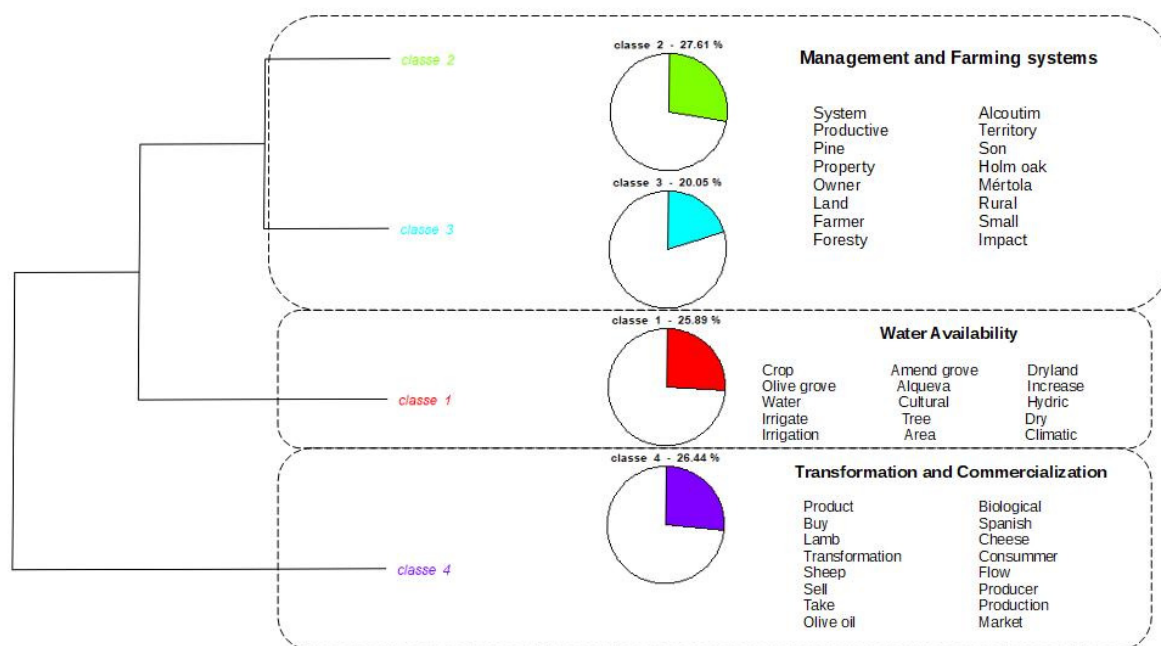 classe 2
classe 2 - 27.61 %
Management and Farming systems
System Alcoutim
Productive Territory
Pine Son
Property Holm oak
Owner Mértola
Land Rural
Farmer Small
Foresty Impact
classe 3 - 20.05 %
classe 3
classe 1 - 25.89 %
Water Availability
Crop Amend grove Dryland
Olive grove Alqueva Increase
Water Cultural Hydric
Irrigate Tree Dry
Irrigation Area Climatic
classe 1
classe 4 - 26.44 %
Transformation and Commercialization
Product Biological
Buy Spanish
Lamb Cheese
Transformation Consummer
Sheep Flow
Sell Producer
Take Production
Olive oil Market
classe 4